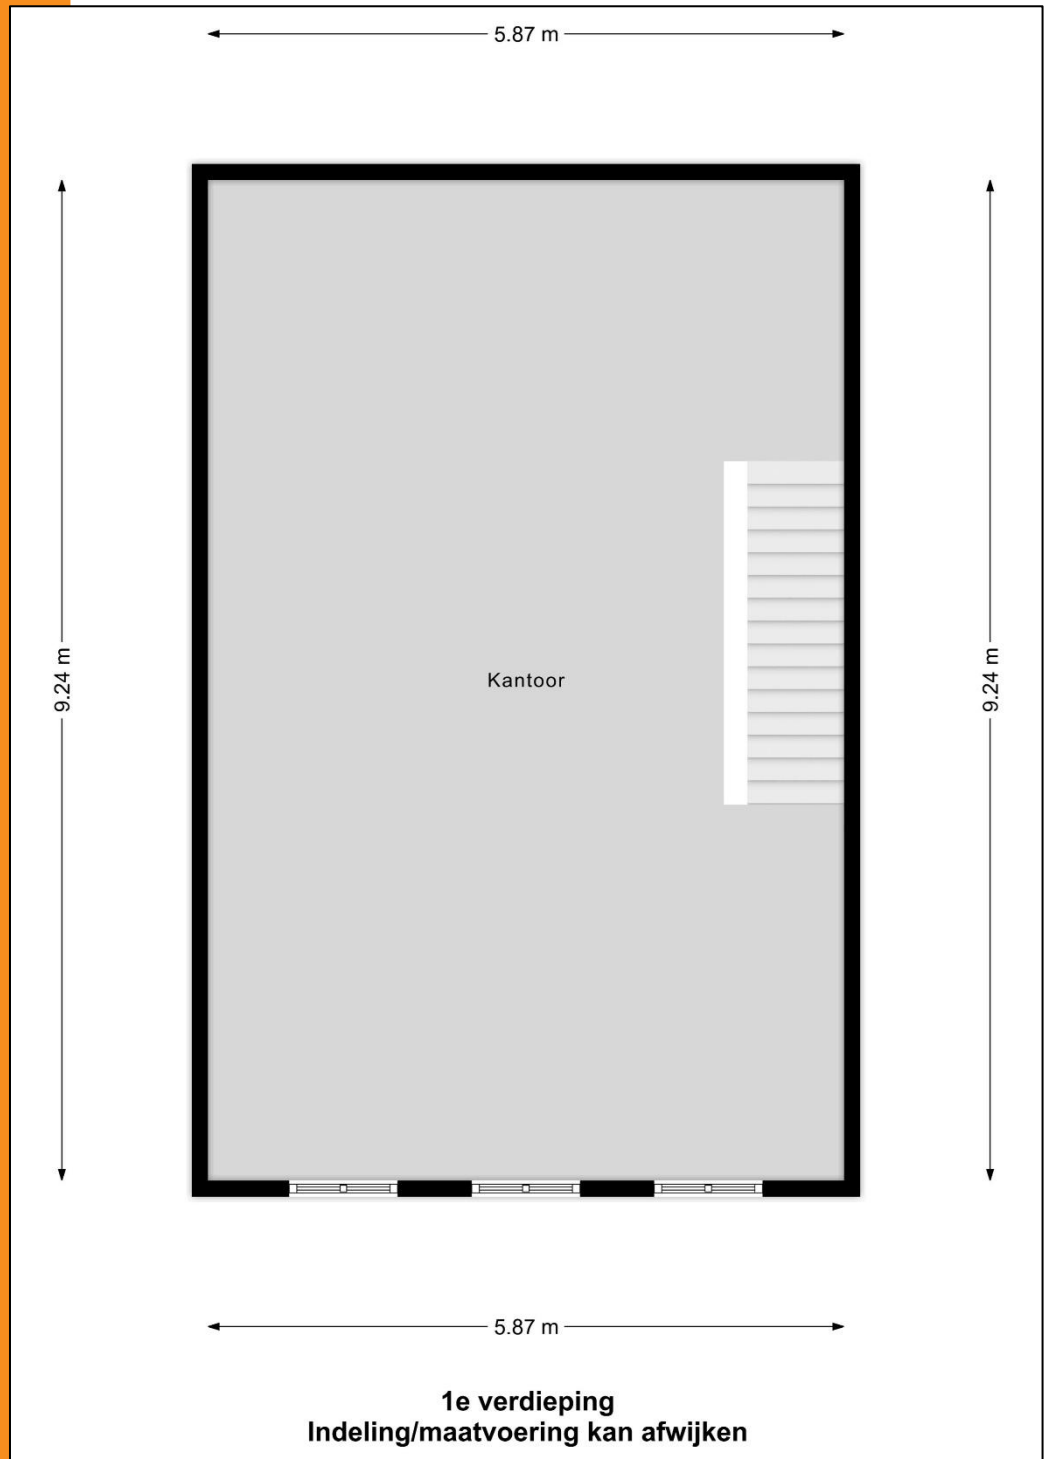 5.87 m
9.24 m
9.24 m
Kantoor
5.87 m
1e verdieping
Indeling/maatvoering kan afwijken